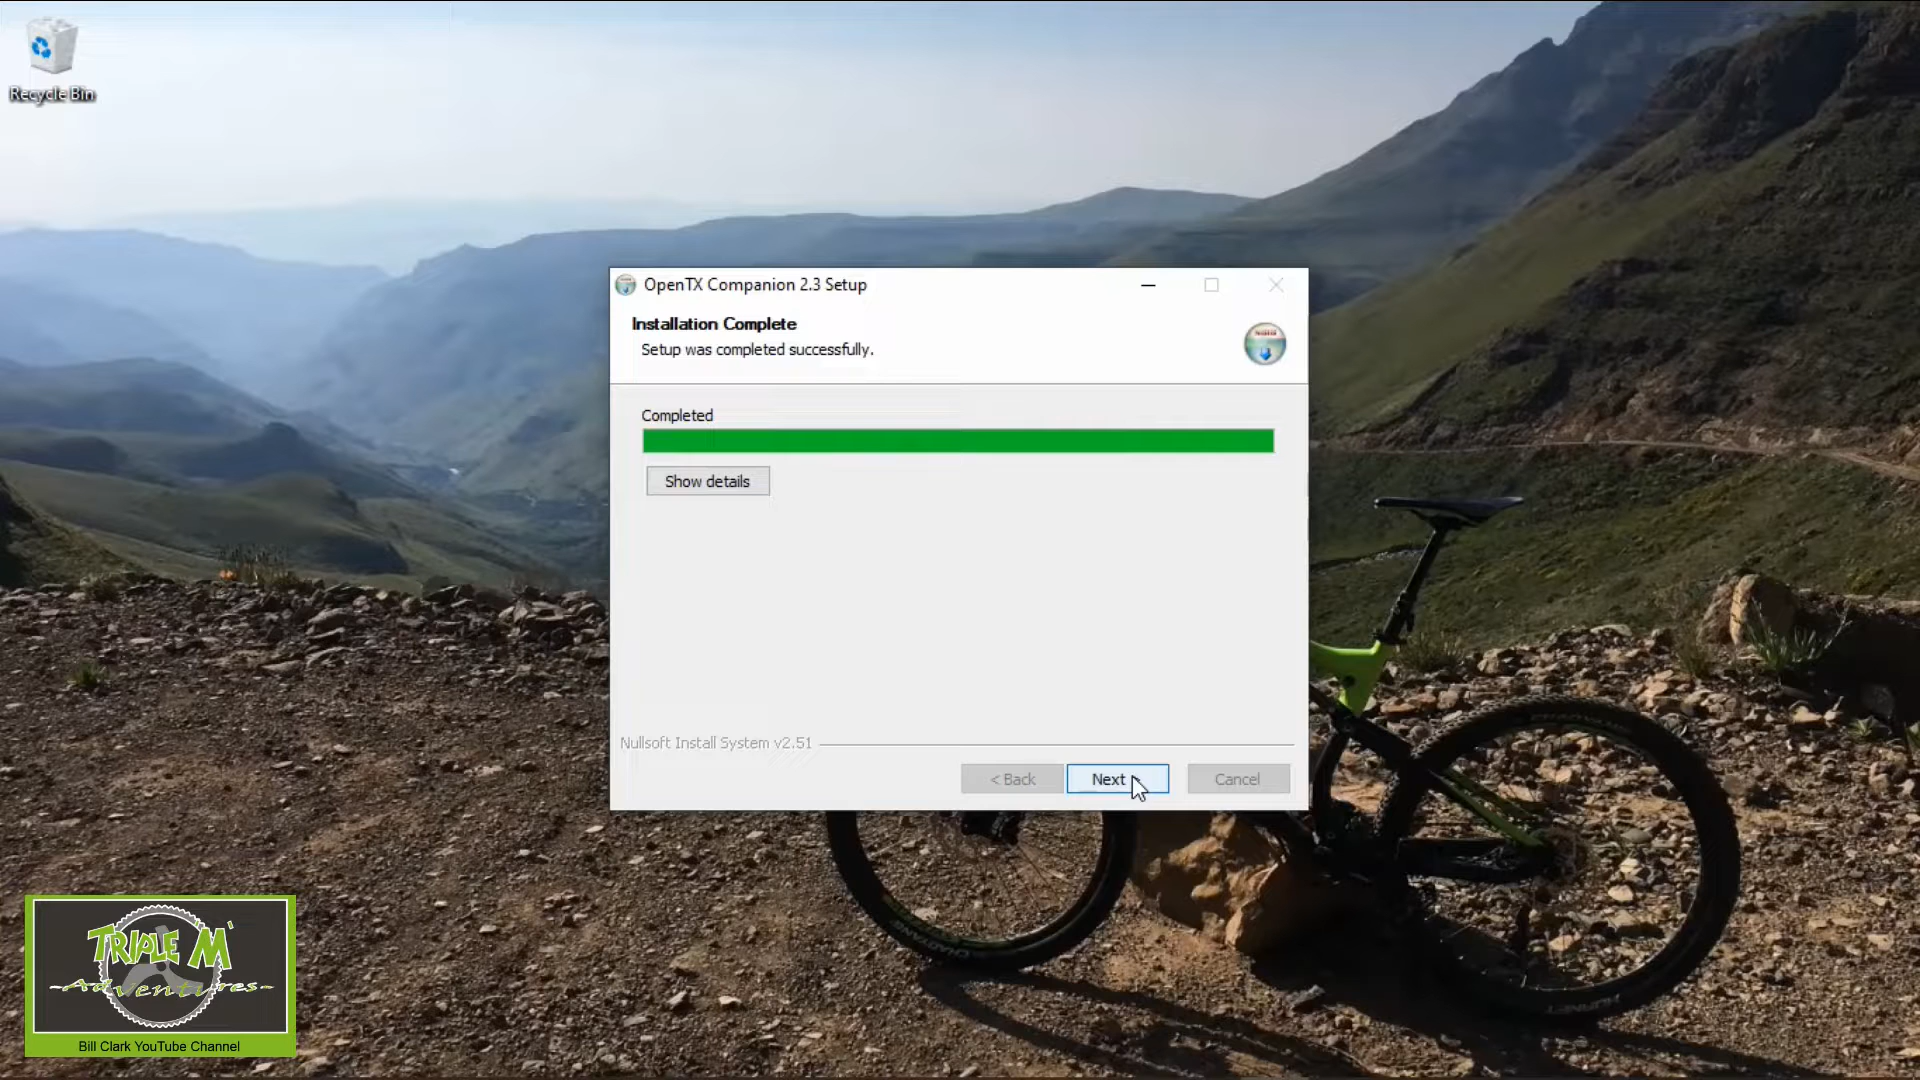 Recycle Bin
OpenTX Companion 2.3 Setup
Installation Complete
Setup was completed successfully.
Completed
Show details
Nullsoft Install System v2.51
< Back
Next
Cancel
TRIPLE M
-Adventures-
Bill Clark YouTube Channel